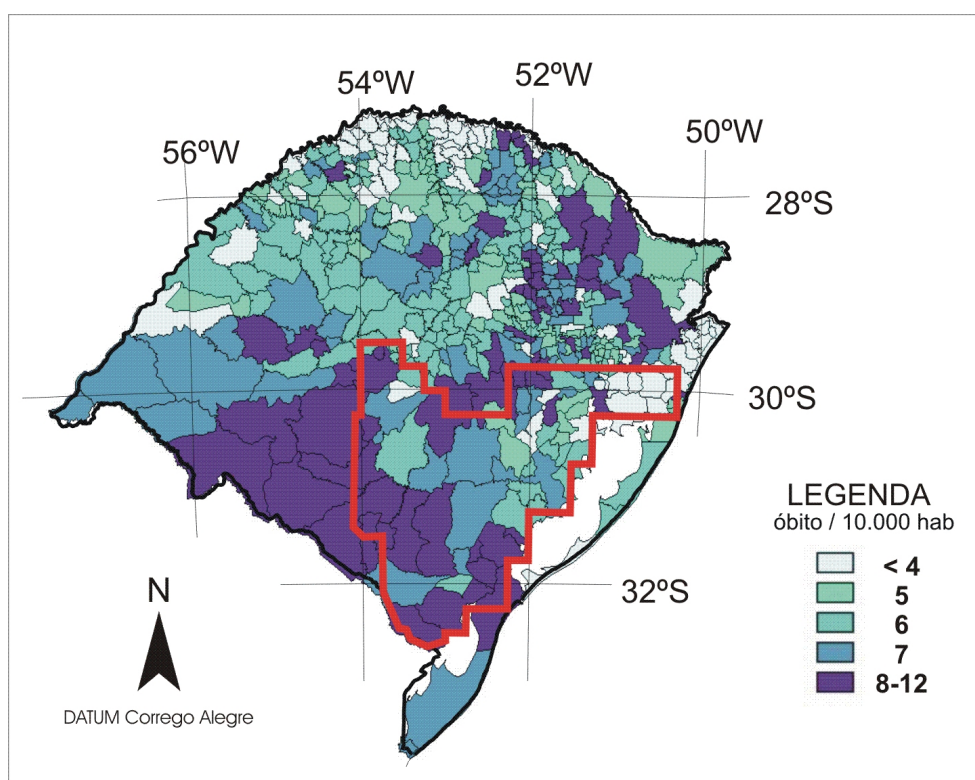 54ºW
52ºW
50ºW
56ºW
28ºS
30ºS
32ºS
LEGENDA
óbito / 10.000 hab
< 4
5
6
7
8-12
N
DATUM Corrego Alegre